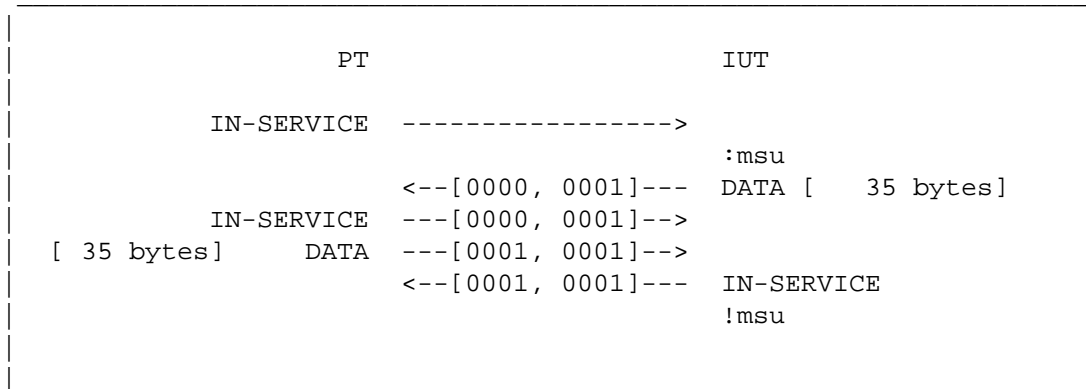 PT IUT
IN-SERVICE ----------------->
:msu
<--[0000, 0001]--- DATA [ 35 bytes]
IN-SERVICE ---[0000, 0001]-->
[ 35 bytes] DATA ---[0001, 0001]-->
<--[0001, 0001]--- IN-SERVICE
!msu